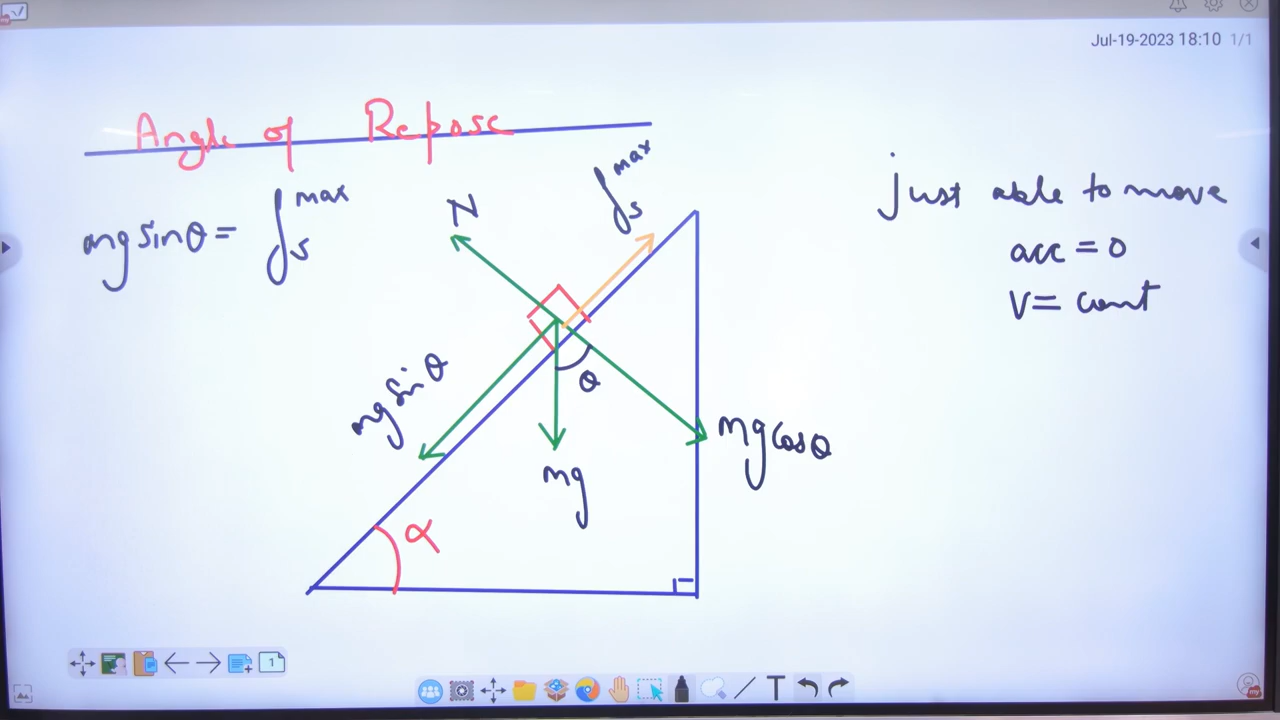 Jul-19-2023 18:10 1/1
Angle of Repose
mg sinθ = fs max
N
fs max
just able to move
acc = 0
v = const
mg sinθ
θ
mg cosθ
mg
α
1
T